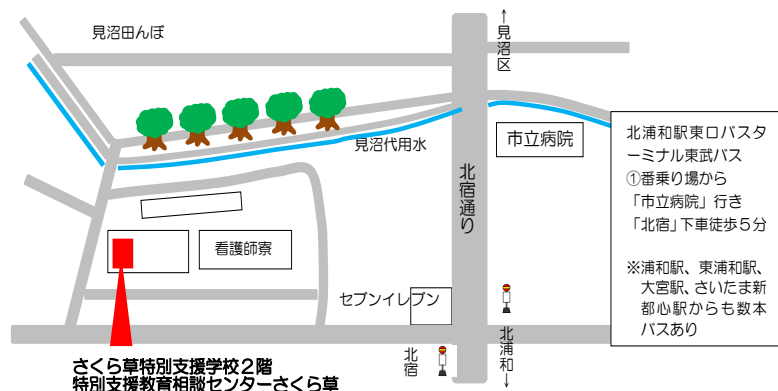 見沼田んぼ
↑見沼区
見沼代用水
市立病院
北宿通り
看護師寮
セブンイレブン
北宿
北浦和↓
さくら草特別支援学校２階
特別支援教育相談センターさくら草
北浦和駅東口バスタ
ーミナル東武バス
①番乗り場から
「市立病院」行き
「北宿」下車徒歩５分
※浦和駅、東浦和駅、
大宮駅、さいたま新
都心駅からも数本
バスあり